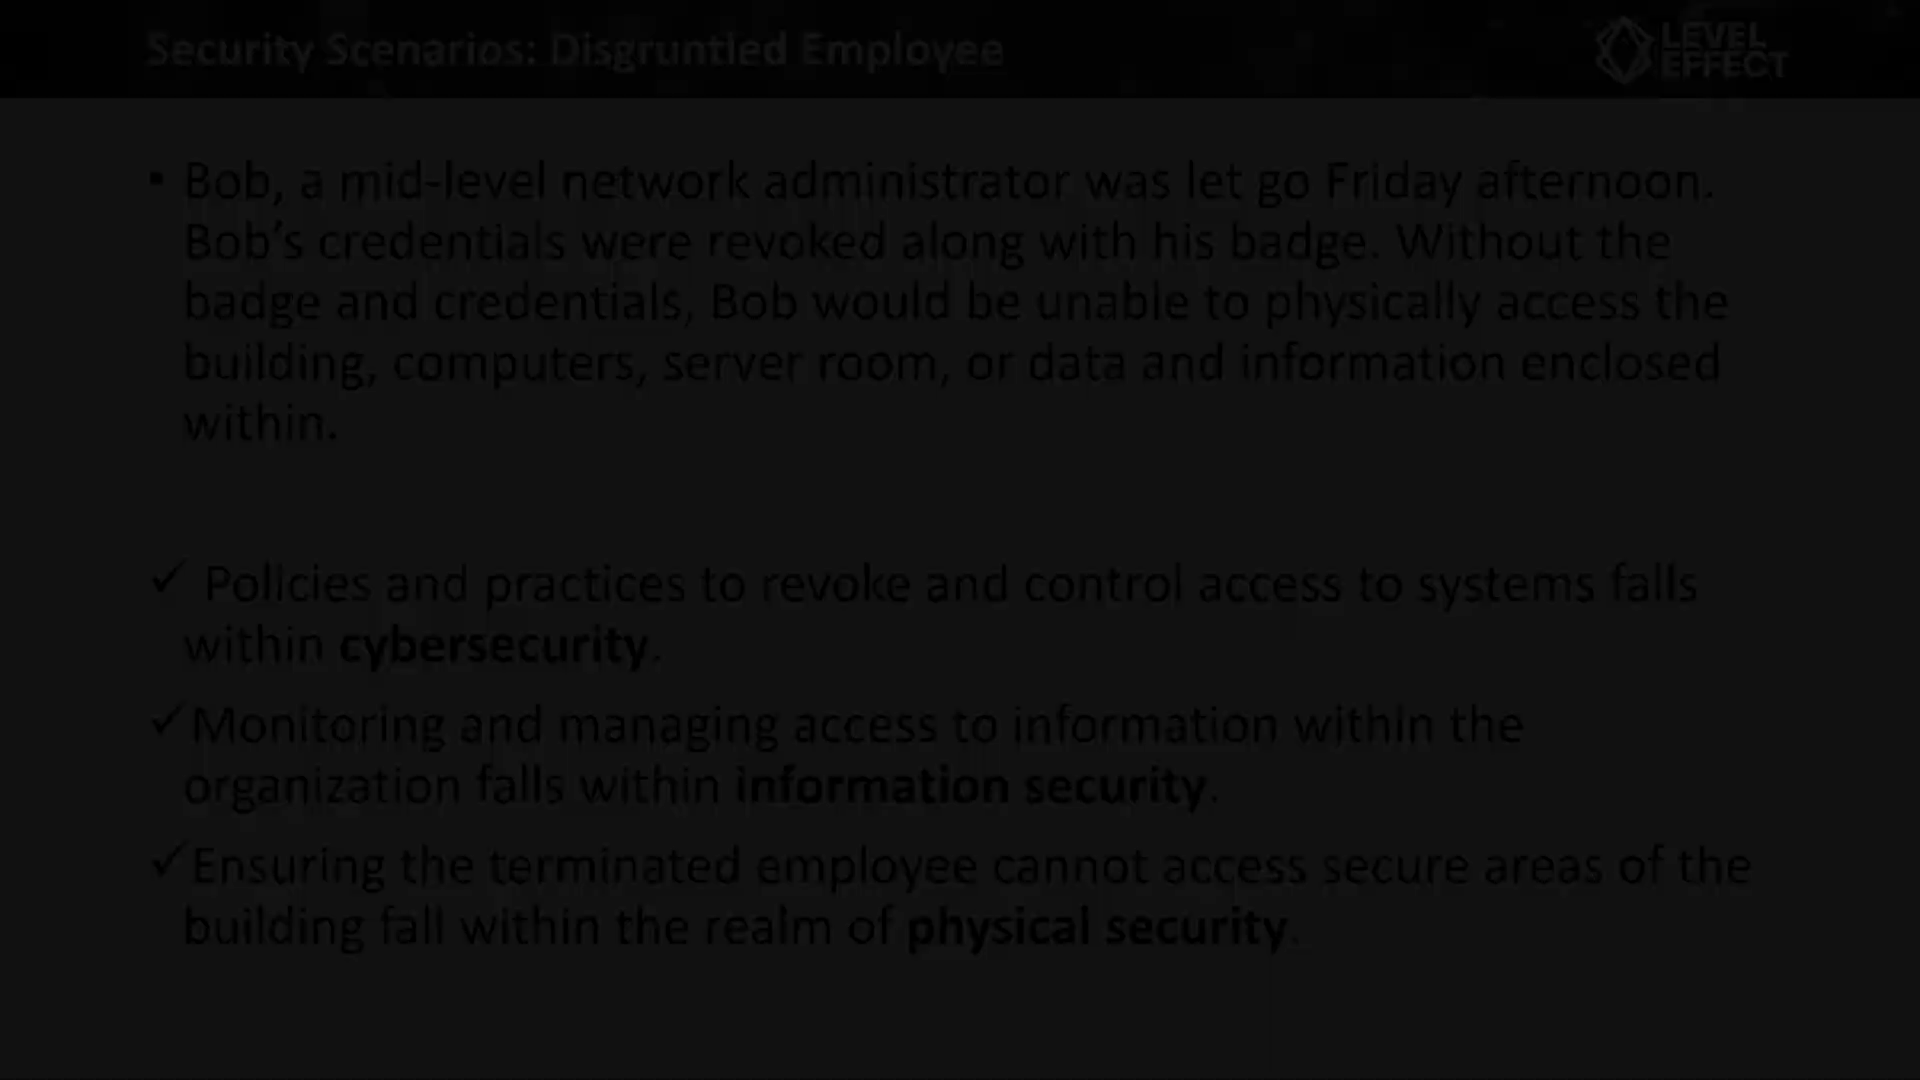 Security Scenarios: Disgruntled Employee
LEVEL
EFFECT
▪ Bob, a mid-level network administrator was let go Friday afternoon.
Bob’s credentials were revoked along with his badge. Without the
badge and credentials, Bob would be unable to physically access the
building, computers, server room, or data and information enclosed
within.
✓ Policies and practices to revoke and control access to systems falls
within cybersecurity.
✓Monitoring and managing access to information within the
organization falls within information security.
✓Ensuring the terminated employee cannot access secure areas of the
building fall within the realm of physical security.